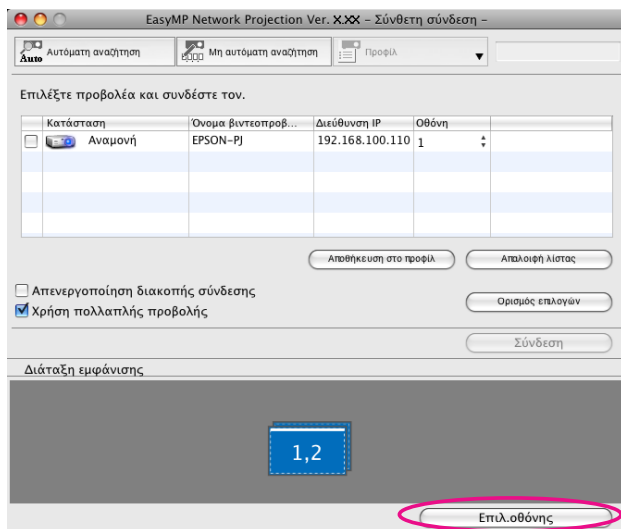 EasyMP Network Projection Ver. X.XX – Σύνθετη σύνδεση –
Auto Αυτόματη αναζήτηση Μη αυτόματη αναζήτηση Προφίλ
Επιλέξτε προβολέα και συνδέστε τον.
Κατάσταση Όνομα βιντεοπροβ... Διεύθυνση IP Οθόνη
Αναμονή EPSON-PJ 192.168.100.110 1
Αποθήκευση στο προφίλ Απαλοιφή λίστας
Απενεργοποίηση διακοπής σύνδεσης
Ορισμός επιλογών
Χρήση πολλαπλής προβολής
Σύνδεση
Διάταξη εμφάνισης
1,2
Επιλ.οθόνης